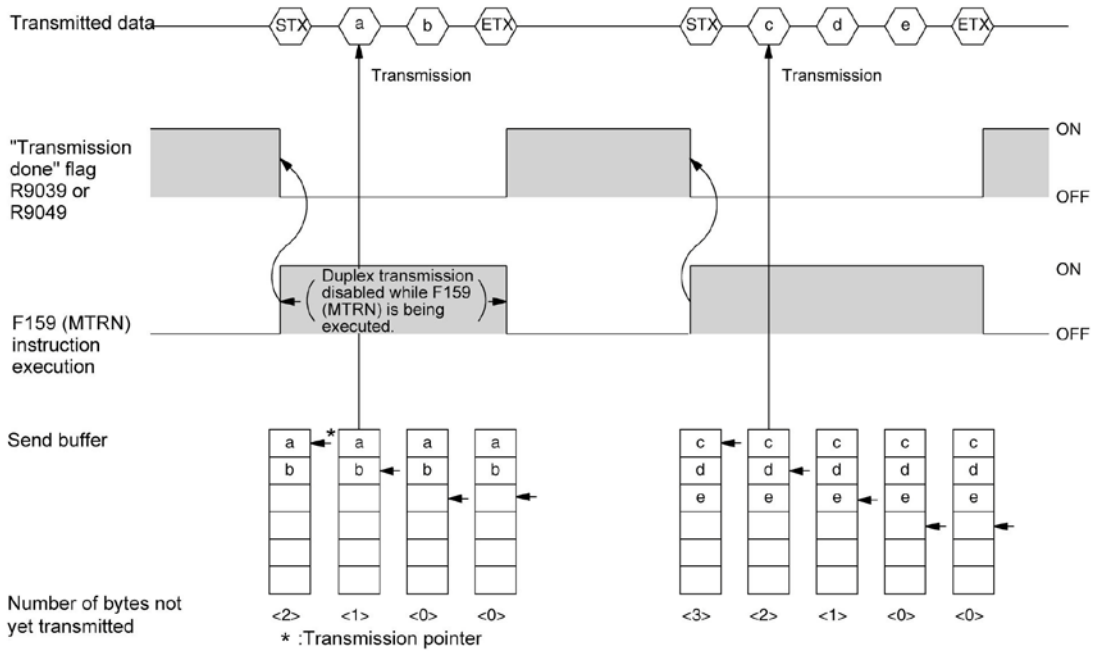 Transmitted data
STX a b ETX STX c d e ETX
Transmission Transmission
"Transmission
done" flag
R9039 or
R9049
ON
OFF
Duplex transmission
disabled while F159
(MTRN) is being
executed.
F159 (MTRN)
instruction
execution
ON
OFF
Send buffer
* 
a a a a c c c c c
b b b b d d d d d
e e e e e
Number of bytes not
yet transmitted
<2> <1> <0> <0> <3> <2> <1> <0> <0>
* :Transmission pointer